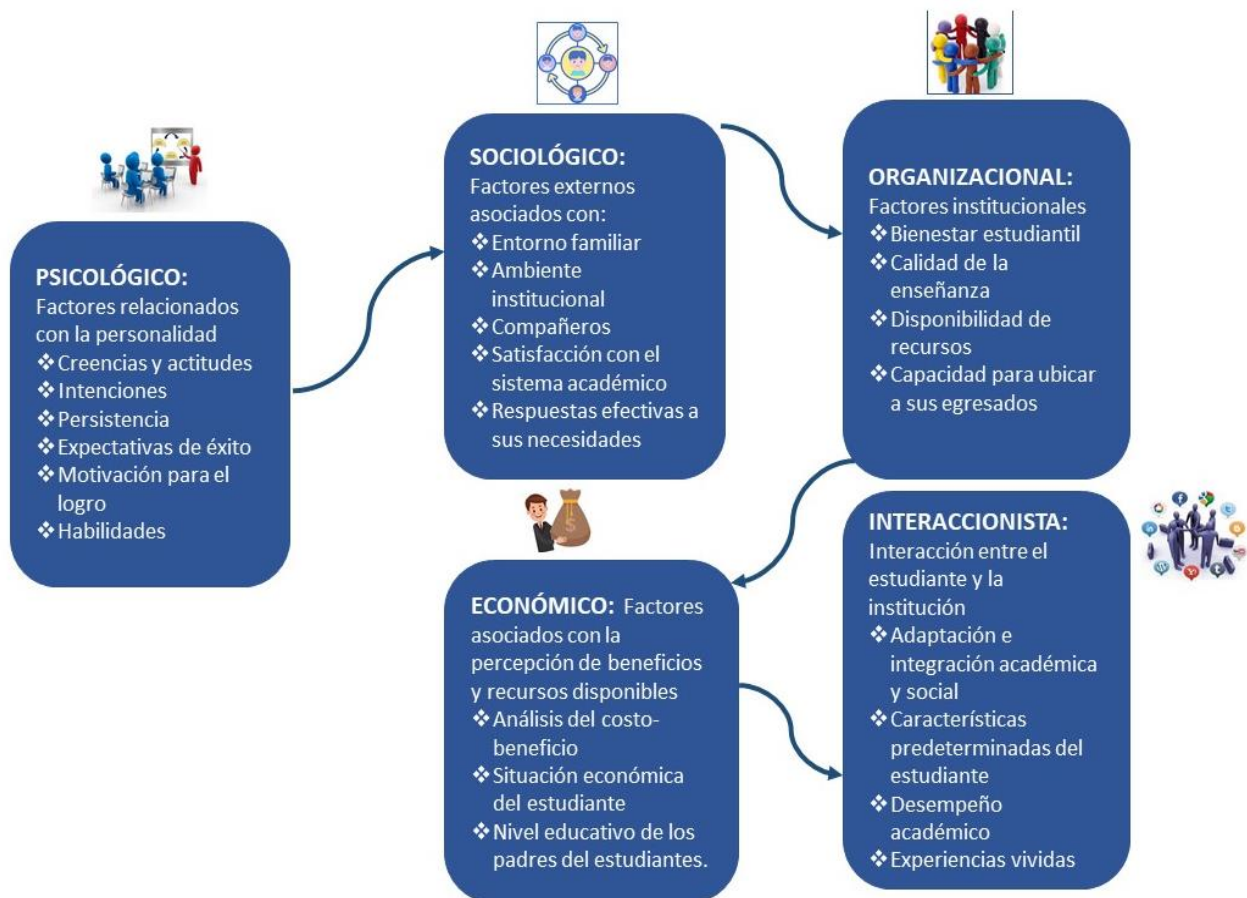 PSICOLÓGICO:
Factores relacionados
con la personalidad
❖Creencias y actitudes
❖Intenciones
❖Persistencia
❖Expectativas de éxito
❖Motivación para el
logro
❖Habilidades
SOCIOLÓGICO:
Factores externos
asociados con:
❖Entorno familiar
❖Ambiente
institucional
❖Compañeros
❖Satisfacción con el
sistema académico
❖Respuestas efectivas a
sus necesidades
ORGANIZACIONAL:
Factores institucionales
❖Bienestar estudiantil
❖Calidad de la
enseñanza
❖Disponibilidad de
recursos
❖Capacidad para ubicar
a sus egresados
ECONÓMICO: Factores
asociados con la
percepción de beneficios
y recursos disponibles
❖Análisis del costo-
beneficio
❖Situación económica
del estudiante
❖Nivel educativo de los
padres del estudiantes.
INTERACCIONISTA:
Interacción entre el
estudiante y la
institución
❖Adaptación e
integración académica
y social
❖Características
predeterminadas del
estudiante
❖Desempeño
académico
❖Experiencias vividas